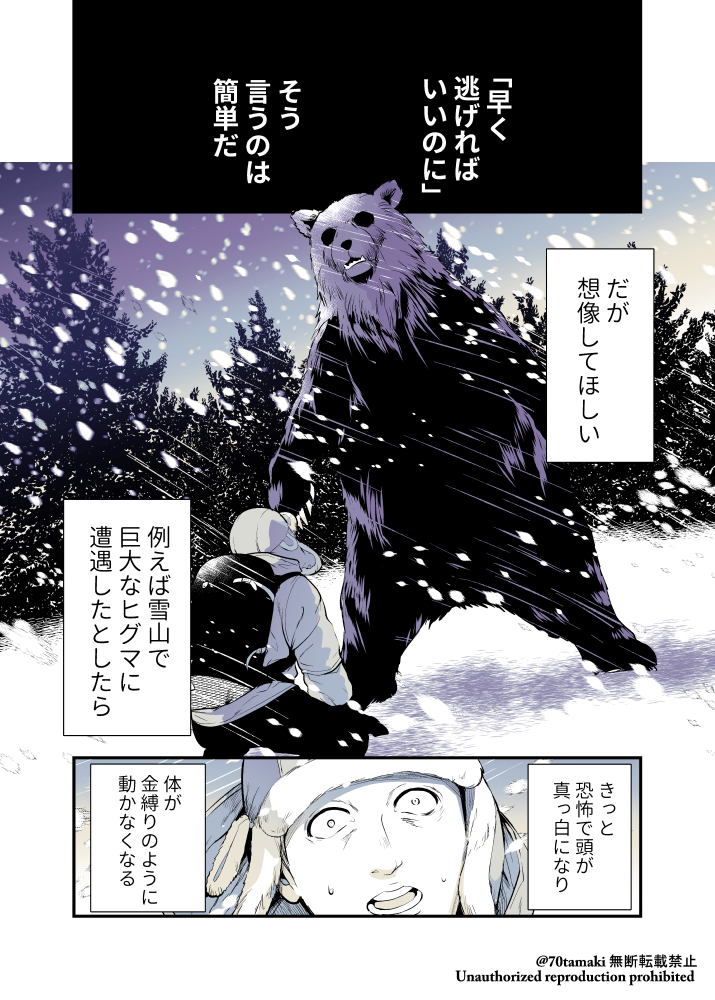 「早く
逃げれば
いいのに」
そう
言うのは
簡単だ
だが
想像してほしい
例えば雪山で
巨大なヒグマに
遭遇したとしたら
きっと
恐怖で頭が
真っ白になり
体が
金縛りのように
動かなくなる
@70tamaki 無断転載禁止
Unauthorized reproduction prohibited